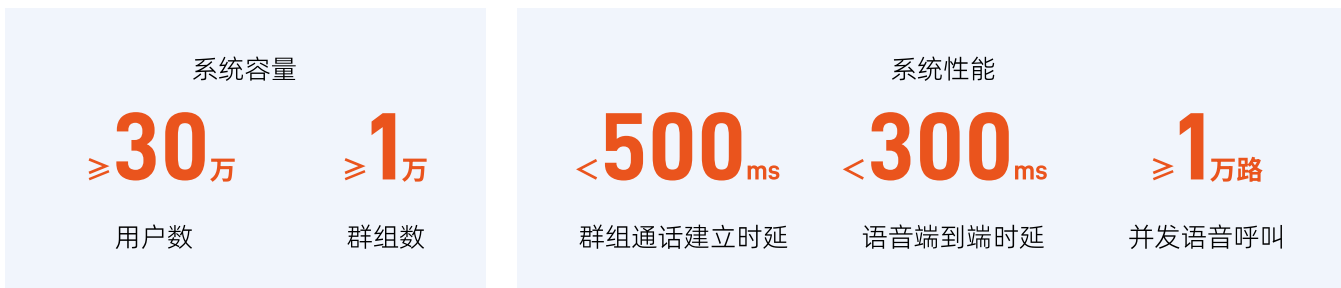 系统容量
≥30万
用户数
≥1万
群组数
系统性能
<500ms
群组通话建立时延
<300ms
语音端到端时延
≥1万路
并发语音呼叫